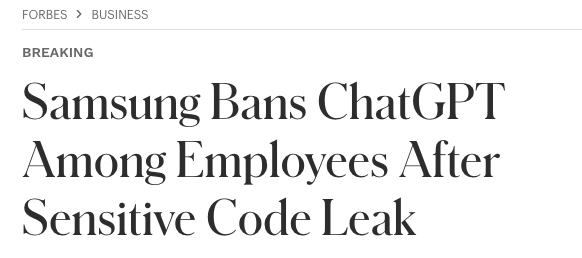 FORBES > BUSINESS
BREAKING
Samsung Bans ChatGPT
Among Employees After
Sensitive Code Leak